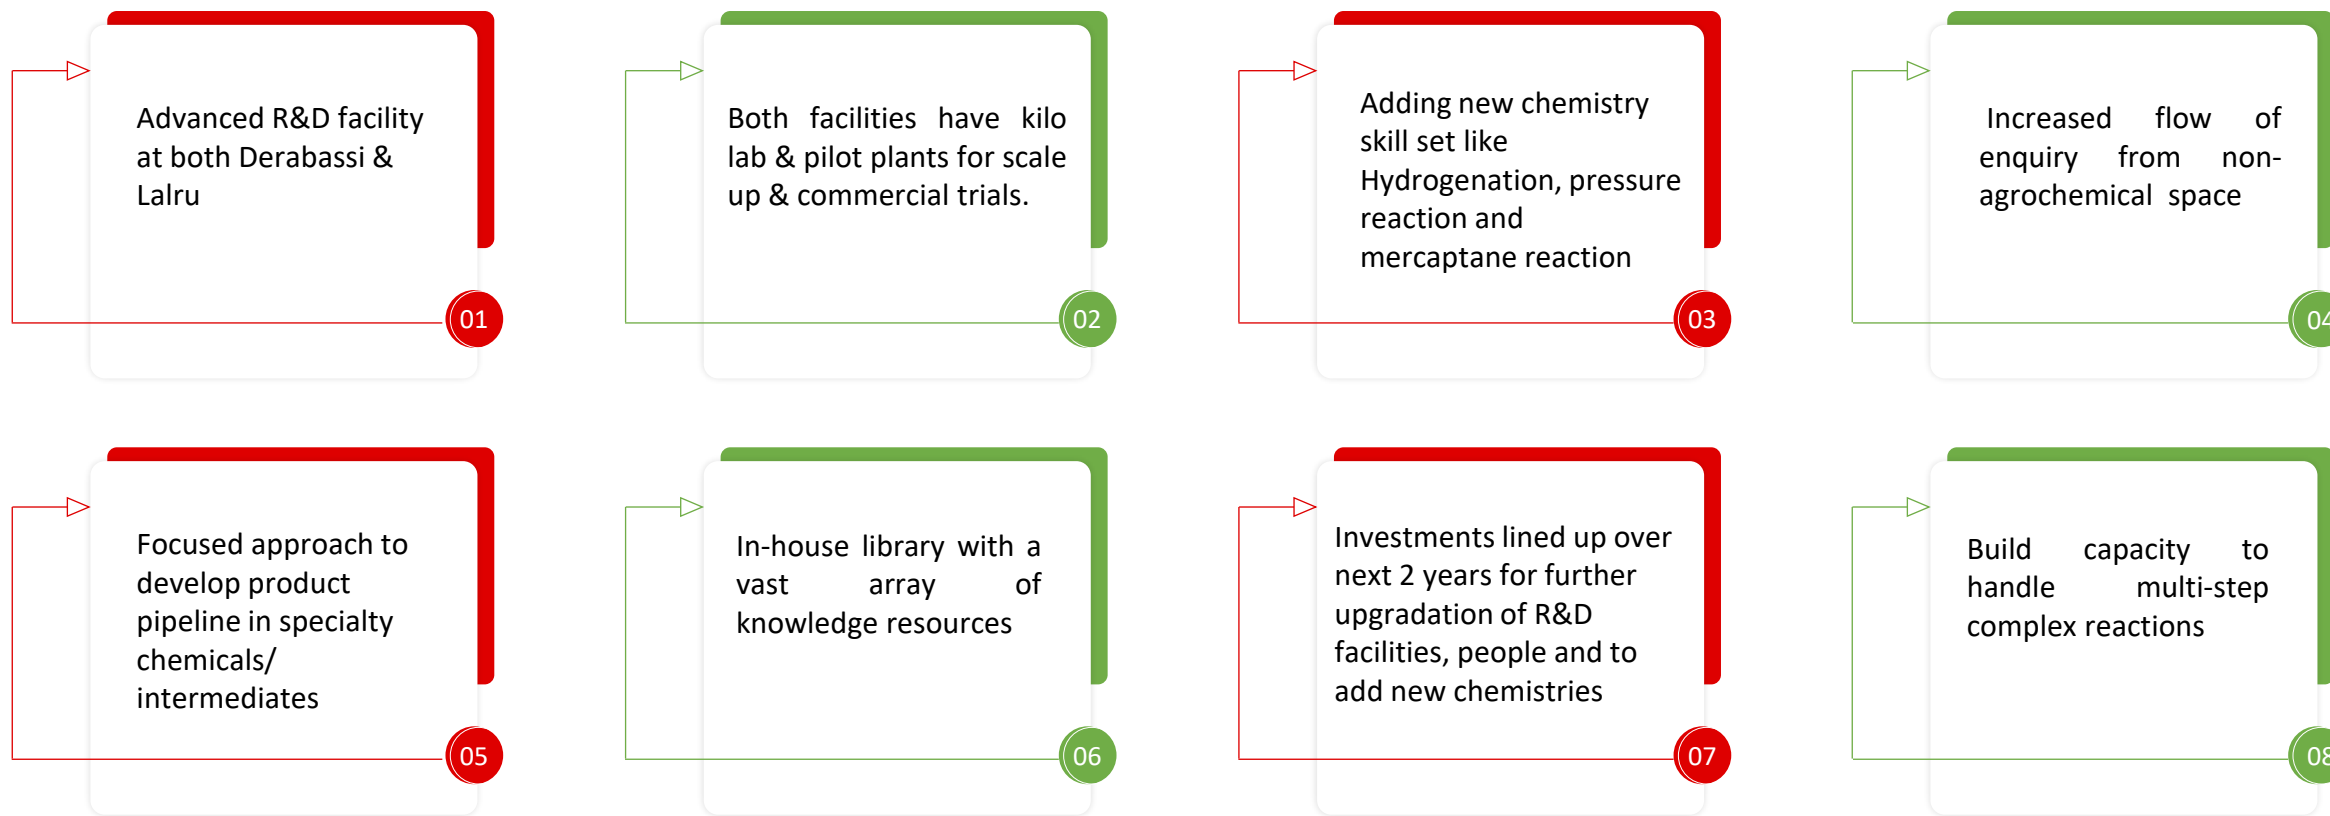 Advanced R&D facility
at both Derabassi &
Lalru
01
Both facilities have kilo
lab & pilot plants for scale
up & commercial trials.
02
Adding new chemistry
skill set like
Hydrogenation, pressure
reaction and
mercaptane reaction
03
Increased flow of
enquiry from non-
agrochemical space
04
Focused approach to
develop product
pipeline in specialty
chemicals/
intermediates
05
In-house library with a
vast array of
knowledge resources
06
Investments lined up over
next 2 years for further
upgradation of R&D
facilities, people and to
add new chemistries
07
Build capacity to
handle multi-step
complex reactions
08